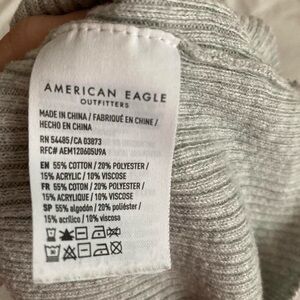 AMERICAN EAGLE
OUTFITTERS
MADE IN CHINA / FABRIQUÉ EN CHINE /
HECHO EN CHINA
RN 54485/CA 03873
RFC# AEM120605U9A
EN 55% COTTON / 20% POLYESTER /
15% ACRYLIC / 10% VISCOSE
FR 55% COTON / 20% POLYESTER /
15% ACRYLIQUE / 10% VISCOSE
SP 55% algodón / 20% poliéster /
15% acrílico / 10% viscosa